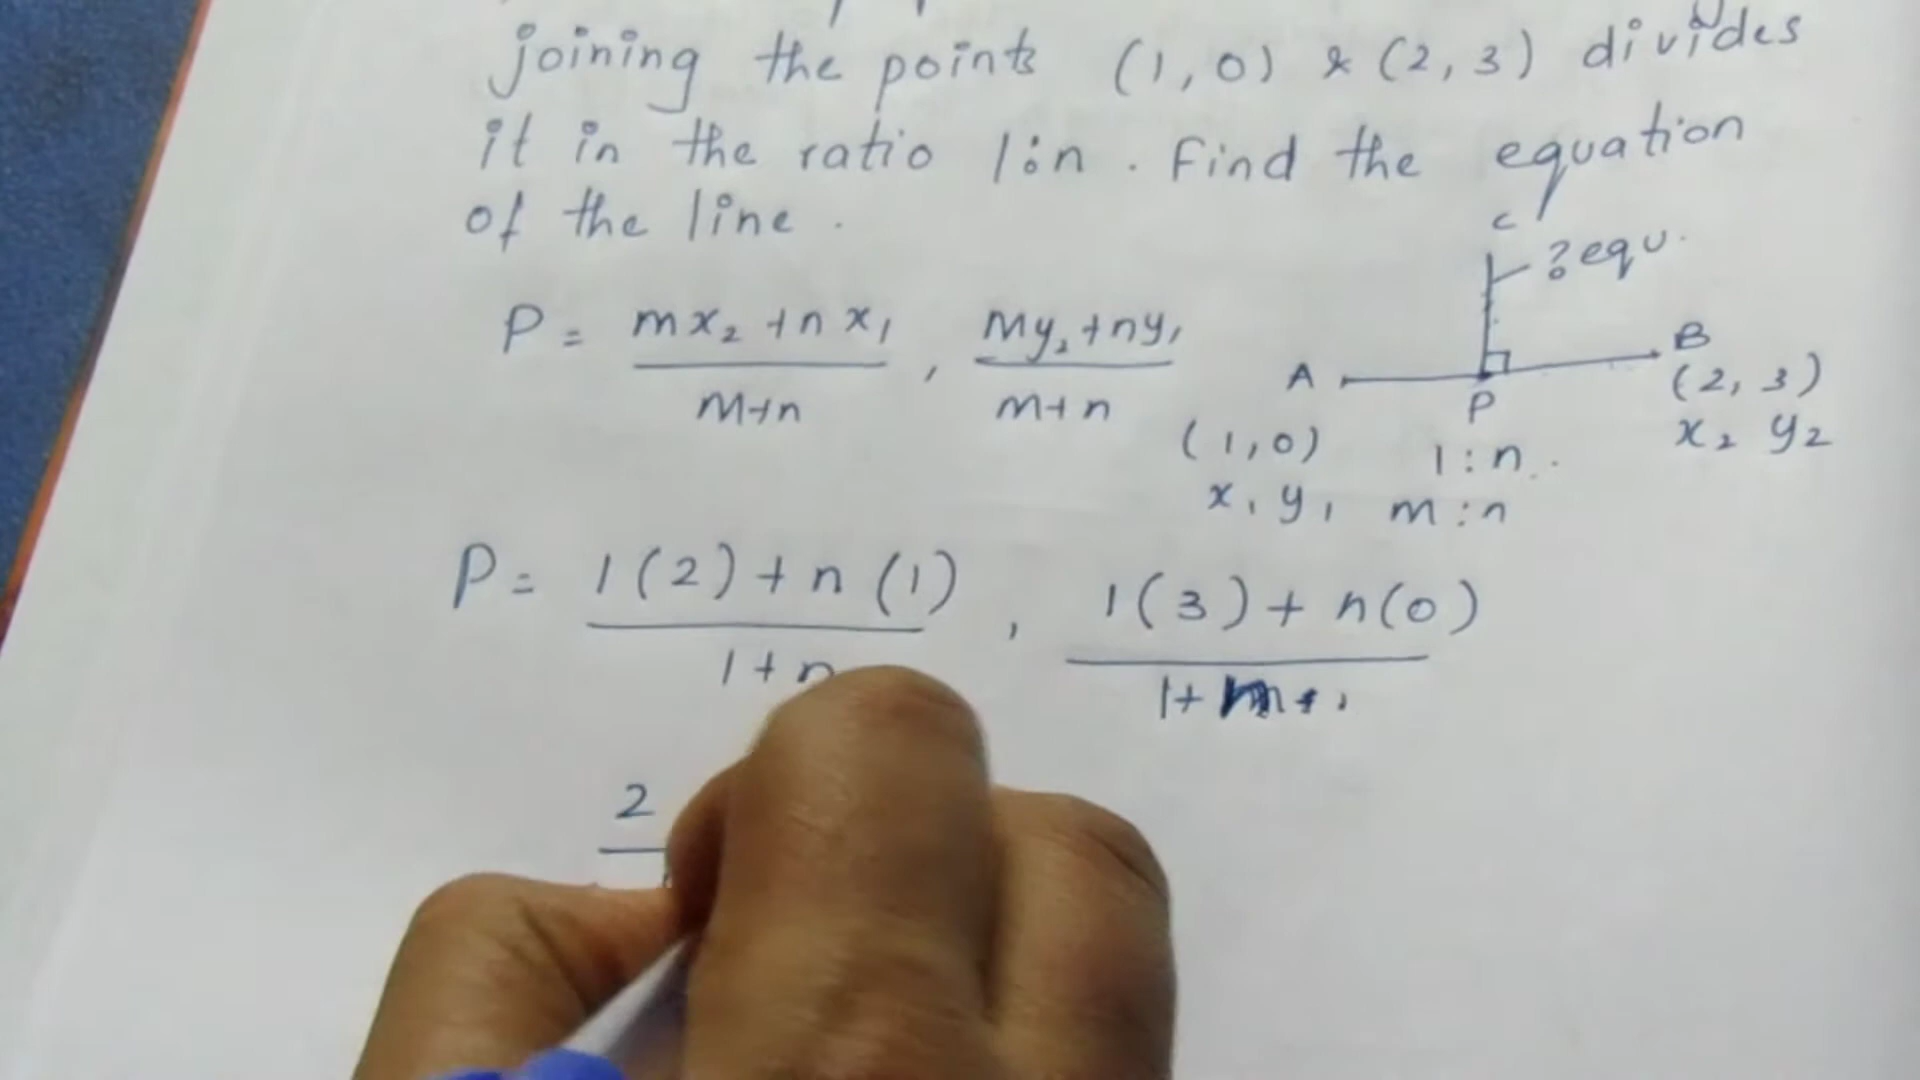 joining the points (1,0) & (2,3) divides
it in the ratio 1:n. Find the equation
of the line.
C
? equ.
P = mx₂ + nx₁ / m+n , my₂ + ny₁ / m+n
A
P
B
(1,0)
x₁ y₁
1:n.
m:n
(2,3)
x₂ y₂
P = 1(2) + n(1) / 1+n , 1(3) + n(0) / 1+
2